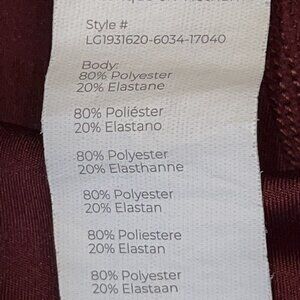 Style #
LG1931620-6034-17040
Body:
80% Polyester
20% Elastane
80% Poliéster
20% Elastano
80% Polyester
20% Elasthanne
80% Polyester
20% Elastan
80% Poliestere
20% Elastan
80% Polyester
20% Elastaan